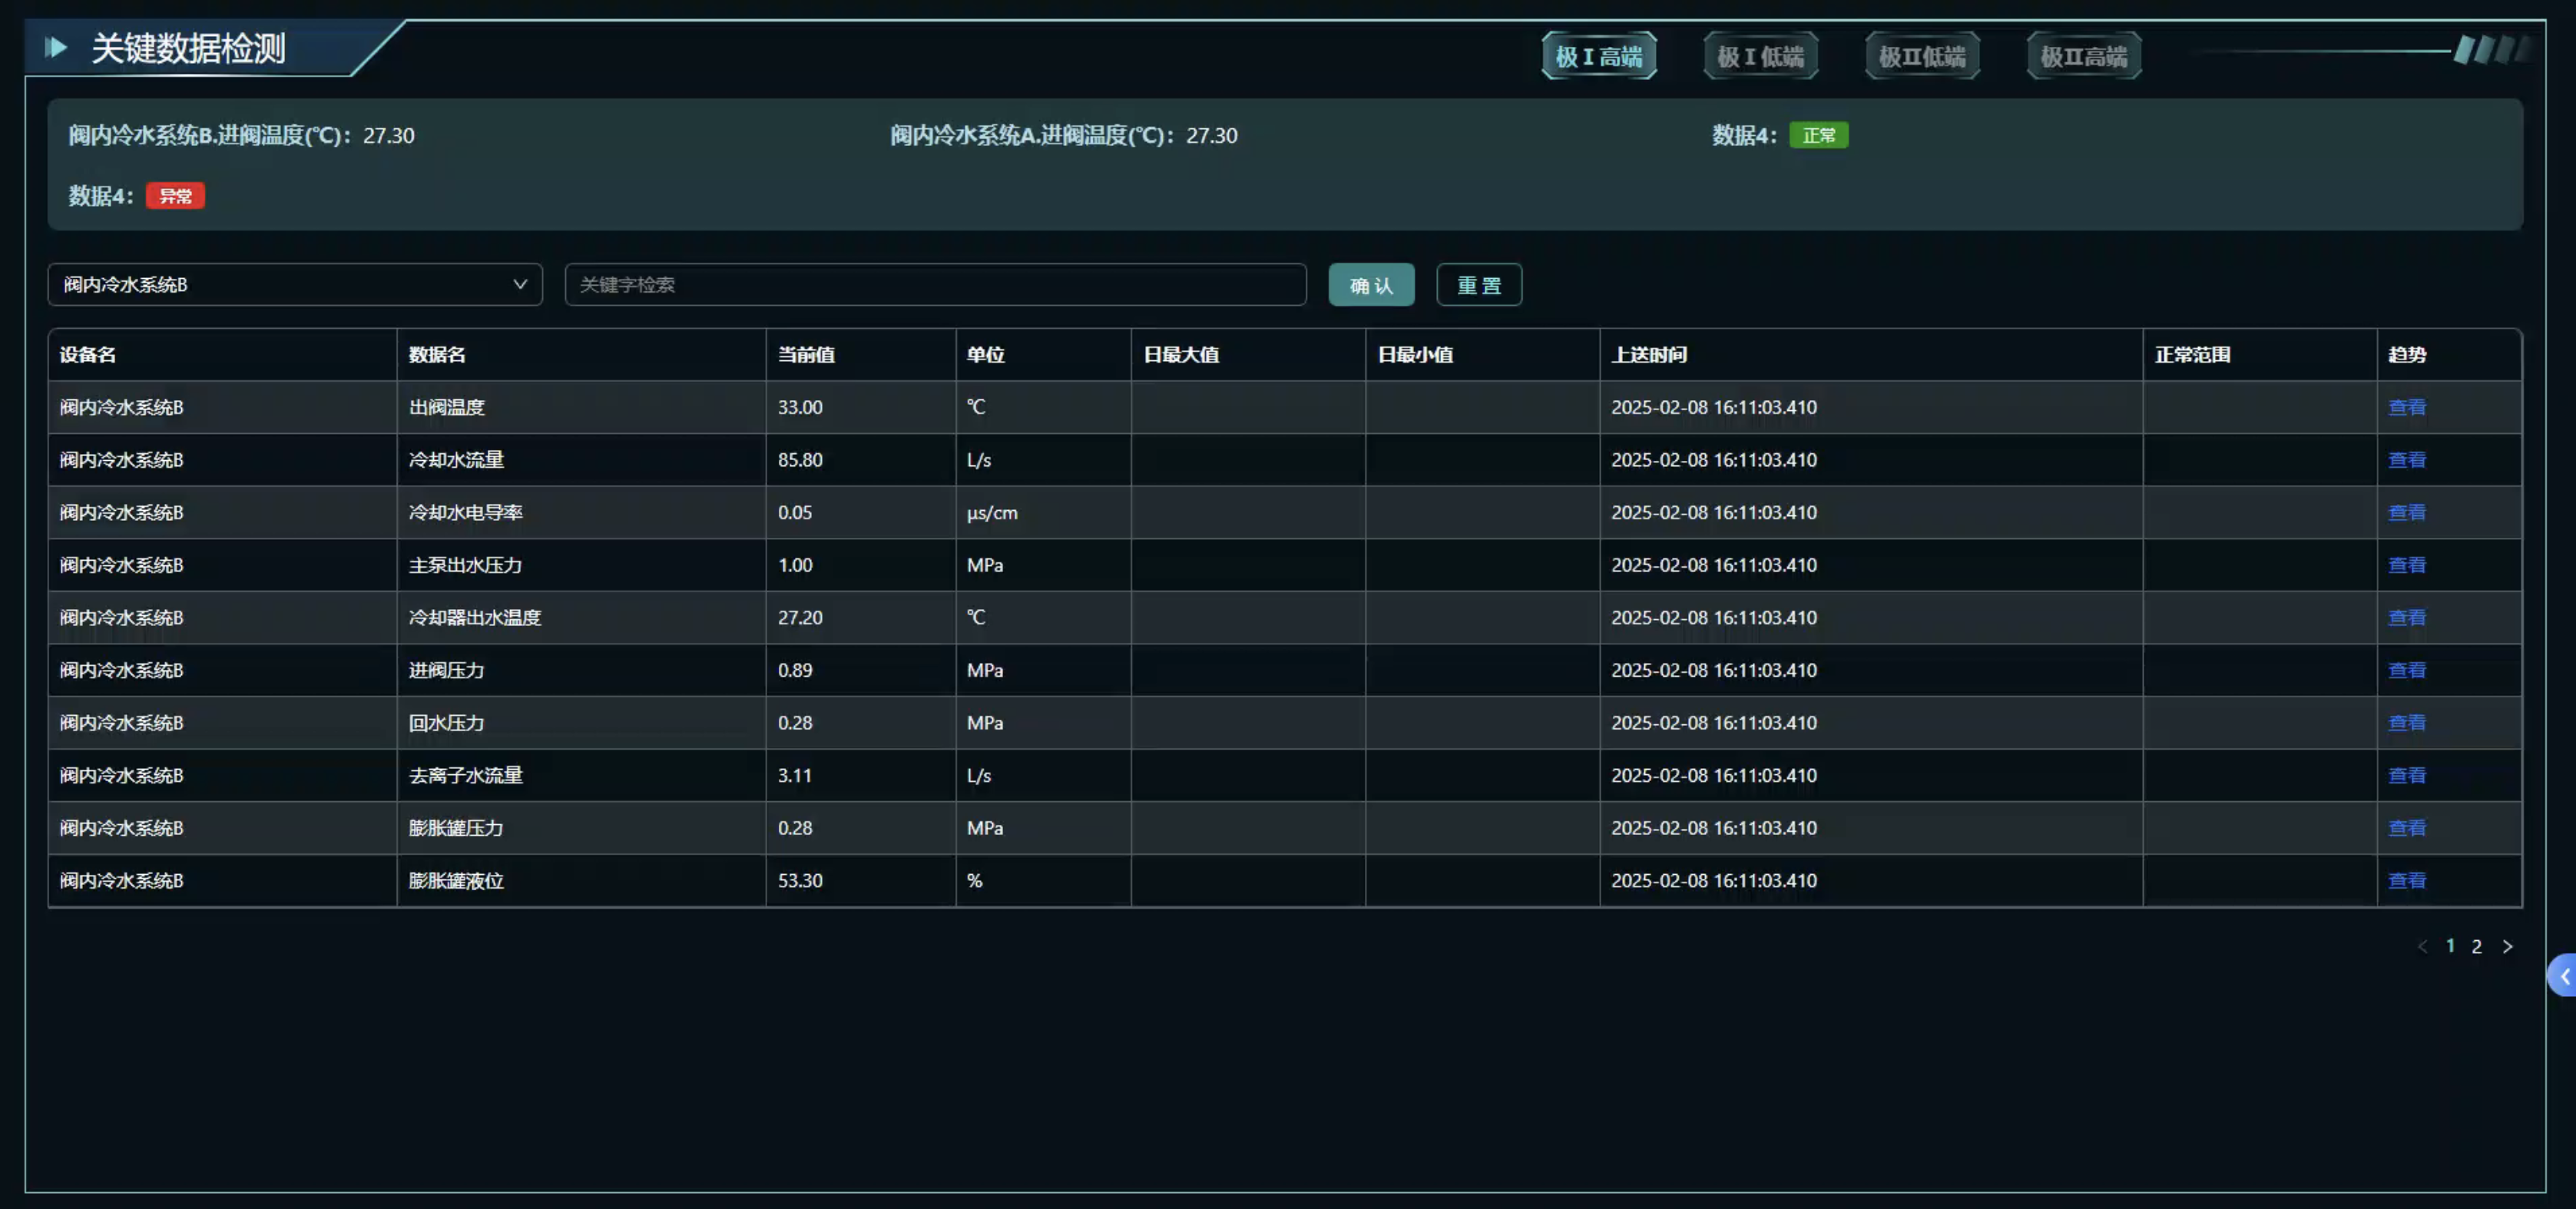 关键数据检测
极Ⅰ高端 极Ⅰ低端 极Ⅱ低端 极Ⅱ高端
阀内冷水系统B.进阀温度(℃)：27.30 阀内冷水系统A.进阀温度(℃)：27.30 数据4：正常
数据4：异常
阀内冷水系统B 关键字检索 确 认 重 置
设备名 数据名 当前值 单位 日最大值 日最小值 上送时间 正常范围 趋势
阀内冷水系统B 出阀温度 33.00 ℃ 2025-02-08 16:11:03.410 查看
阀内冷水系统B 冷却水流量 85.80 L/s 2025-02-08 16:11:03.410 查看
阀内冷水系统B 冷却水电导率 0.05 μs/cm 2025-02-08 16:11:03.410 查看
阀内冷水系统B 主泵出水压力 1.00 MPa 2025-02-08 16:11:03.410 查看
阀内冷水系统B 冷却器出水温度 27.20 ℃ 2025-02-08 16:11:03.410 查看
阀内冷水系统B 进阀压力 0.89 MPa 2025-02-08 16:11:03.410 查看
阀内冷水系统B 回水压力 0.28 MPa 2025-02-08 16:11:03.410 查看
阀内冷水系统B 去离子水流量 3.11 L/s 2025-02-08 16:11:03.410 查看
阀内冷水系统B 膨胀罐压力 0.28 MPa 2025-02-08 16:11:03.410 查看
阀内冷水系统B 膨胀罐液位 53.30 % 2025-02-08 16:11:03.410 查看
< 1 2 >